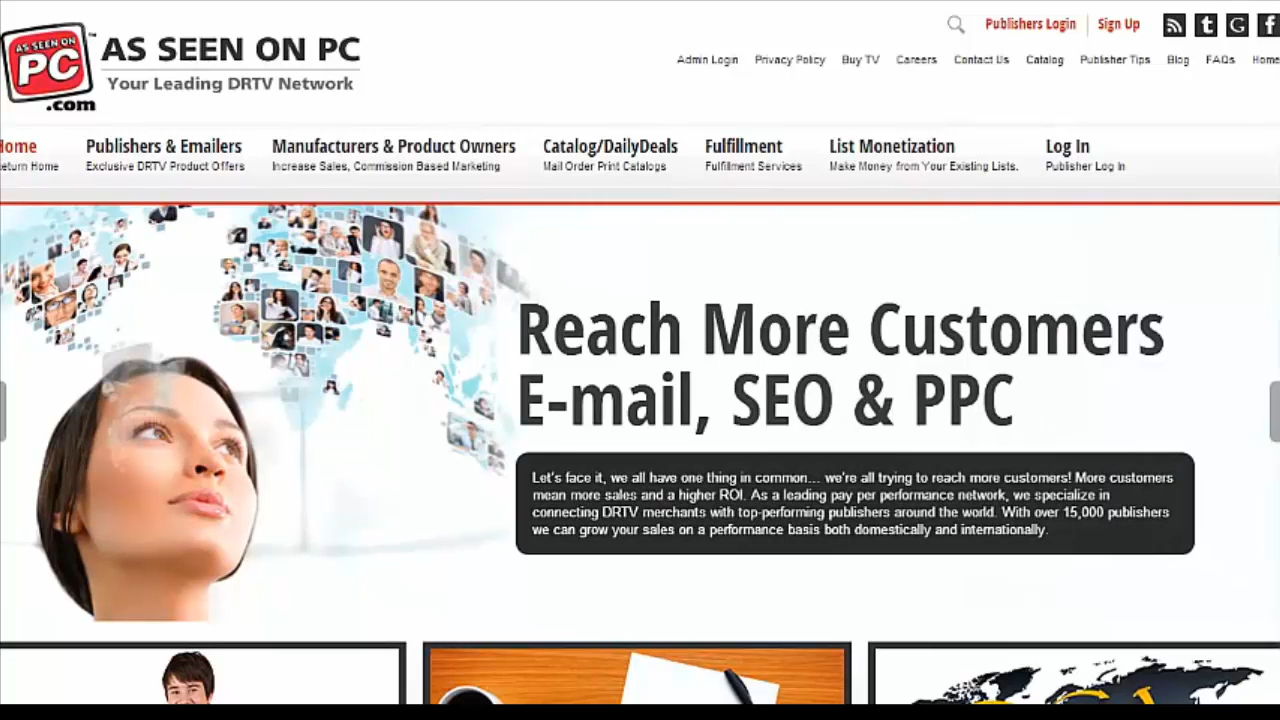 Publishers Login Sign Up
AS SEEN ON
PC
.com
™
AS SEEN ON PC
Your Leading DRTV Network
Admin Login Privacy Policy Buy TV Careers Contact Us Catalog Publisher Tips Blog FAQs Home
Home Publishers & Emailers Manufacturers & Product Owners Catalog/DailyDeals Fulfillment List Monetization Log In
eturn Home Exclusive DRTV Product Offers Increase Sales, Commission Based Marketing Mail Order Print Catalogs Fulfillment Services Make Money from Your Existing Lists. Publisher Log In
Reach More Customers
E-mail, SEO & PPC
Let's face it, we all have one thing in common... we're all trying to reach more customers! More customers
mean more sales and a higher ROI. As a leading pay per performance network, we specialize in
connecting DRTV merchants with top-performing publishers around the world. With over 15,000 publishers
we can grow your sales on a performance basis both domestically and internationally.